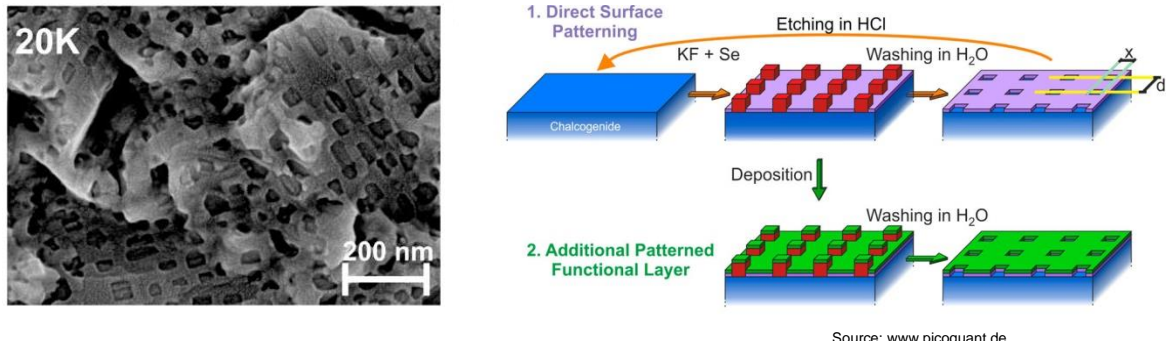 20K
200 nm
1. Direct Surface
Patterning
Etching in HCl
KF + Se
Washing in H2O
x
d
Chalcogenide
Deposition
Washing in H2O
2. Additional Patterned
Functional Layer
Source: www.picoquant.de